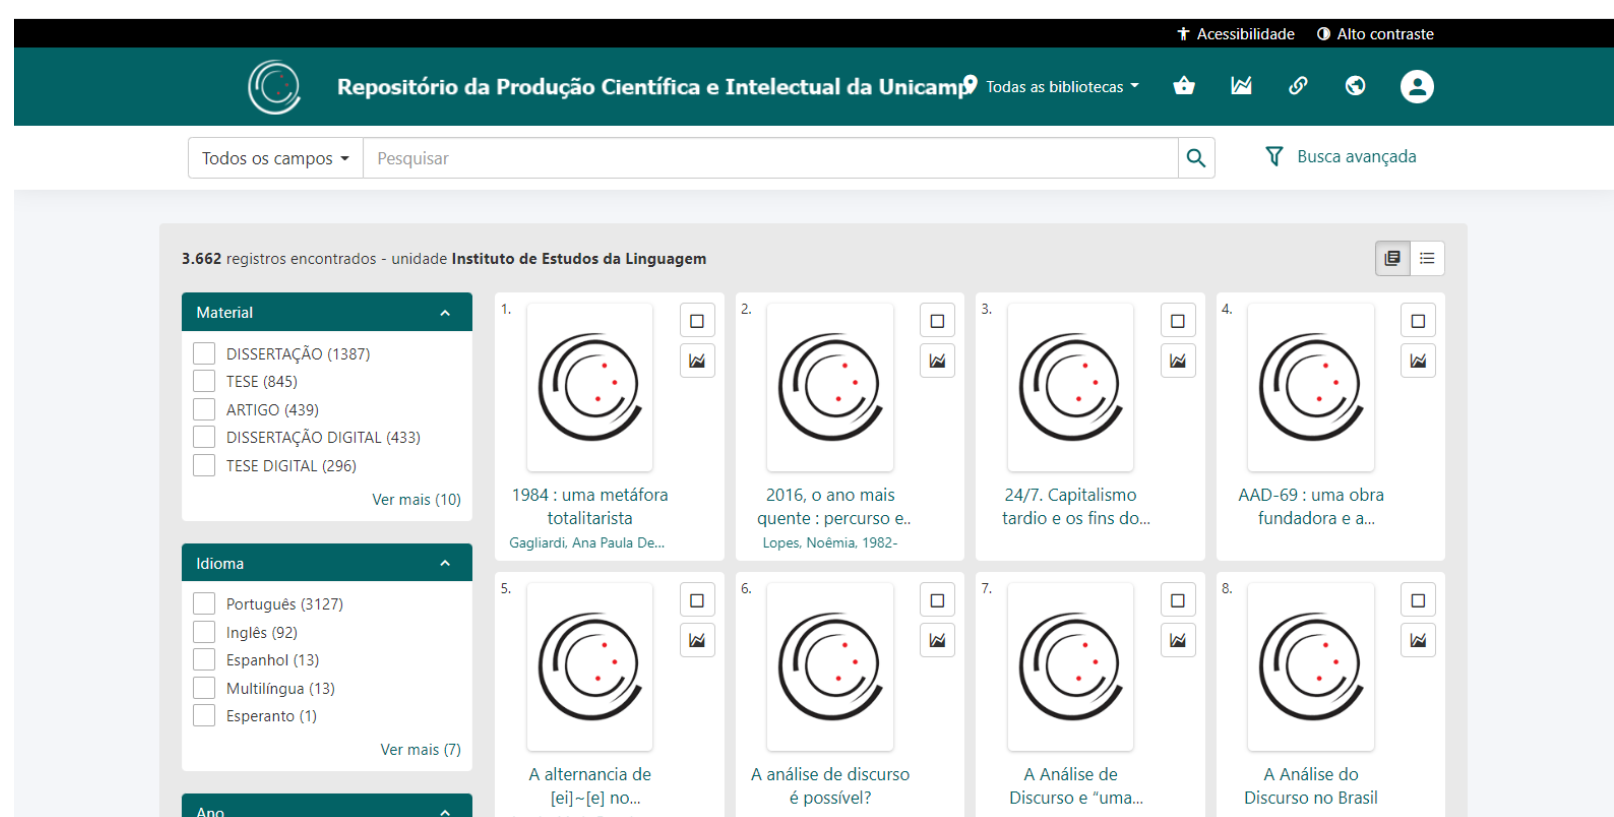 Acessibilidade Alto contraste
Repositório da Produção Científica e Intelectual da Unicamp Todas as bibliotecas
Todos os campos Pesquisar Busca avançada
3.662 registros encontrados - unidade Instituto de Estudos da Linguagem
Material
DISSERTAÇÃO (1387)
TESE (845)
ARTIGO (439)
DISSERTAÇÃO DIGITAL (433)
TESE DIGITAL (296)
Ver mais (10)
Idioma
Português (3127)
Inglês (92)
Espanhol (13)
Multilíngua (13)
Esperanto (1)
Ver mais (7)
Ano
1.
1984 : uma metáfora
totalitarista
Gagliardi, Ana Paula De...
2.
2016, o ano mais
quente : percurso e..
Lopes, Noêmia, 1982-
3.
24/7. Capitalismo
tardio e os fins do...
4.
AAD-69 : uma obra
fundadora e a...
5.
A alternancia de
[ei]~[e] no...
6.
A análise de discurso
é possível?
7.
A Análise de
Discurso e “uma...
8.
A Análise do
Discurso no Brasil